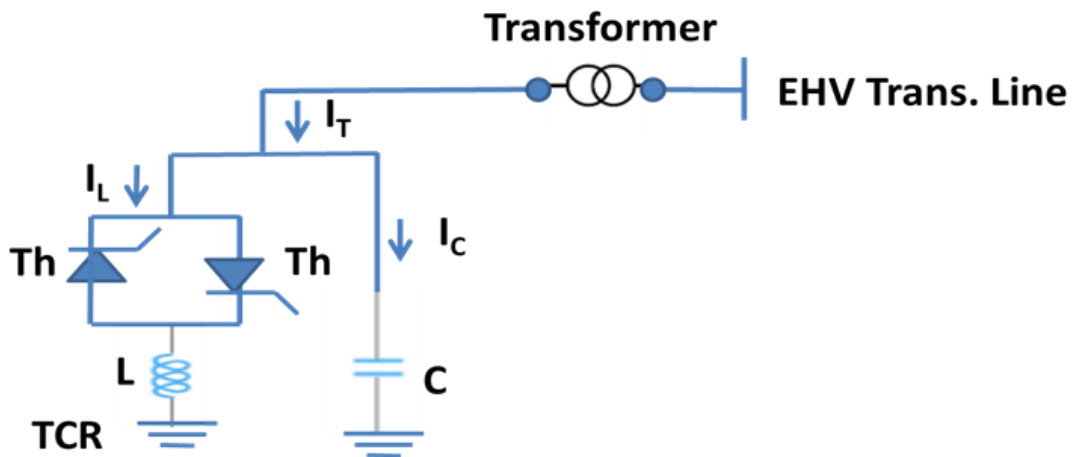 Transformer
EHV Trans. Line
I_T
I_L
I_C
Th
Th
L
C
TCR